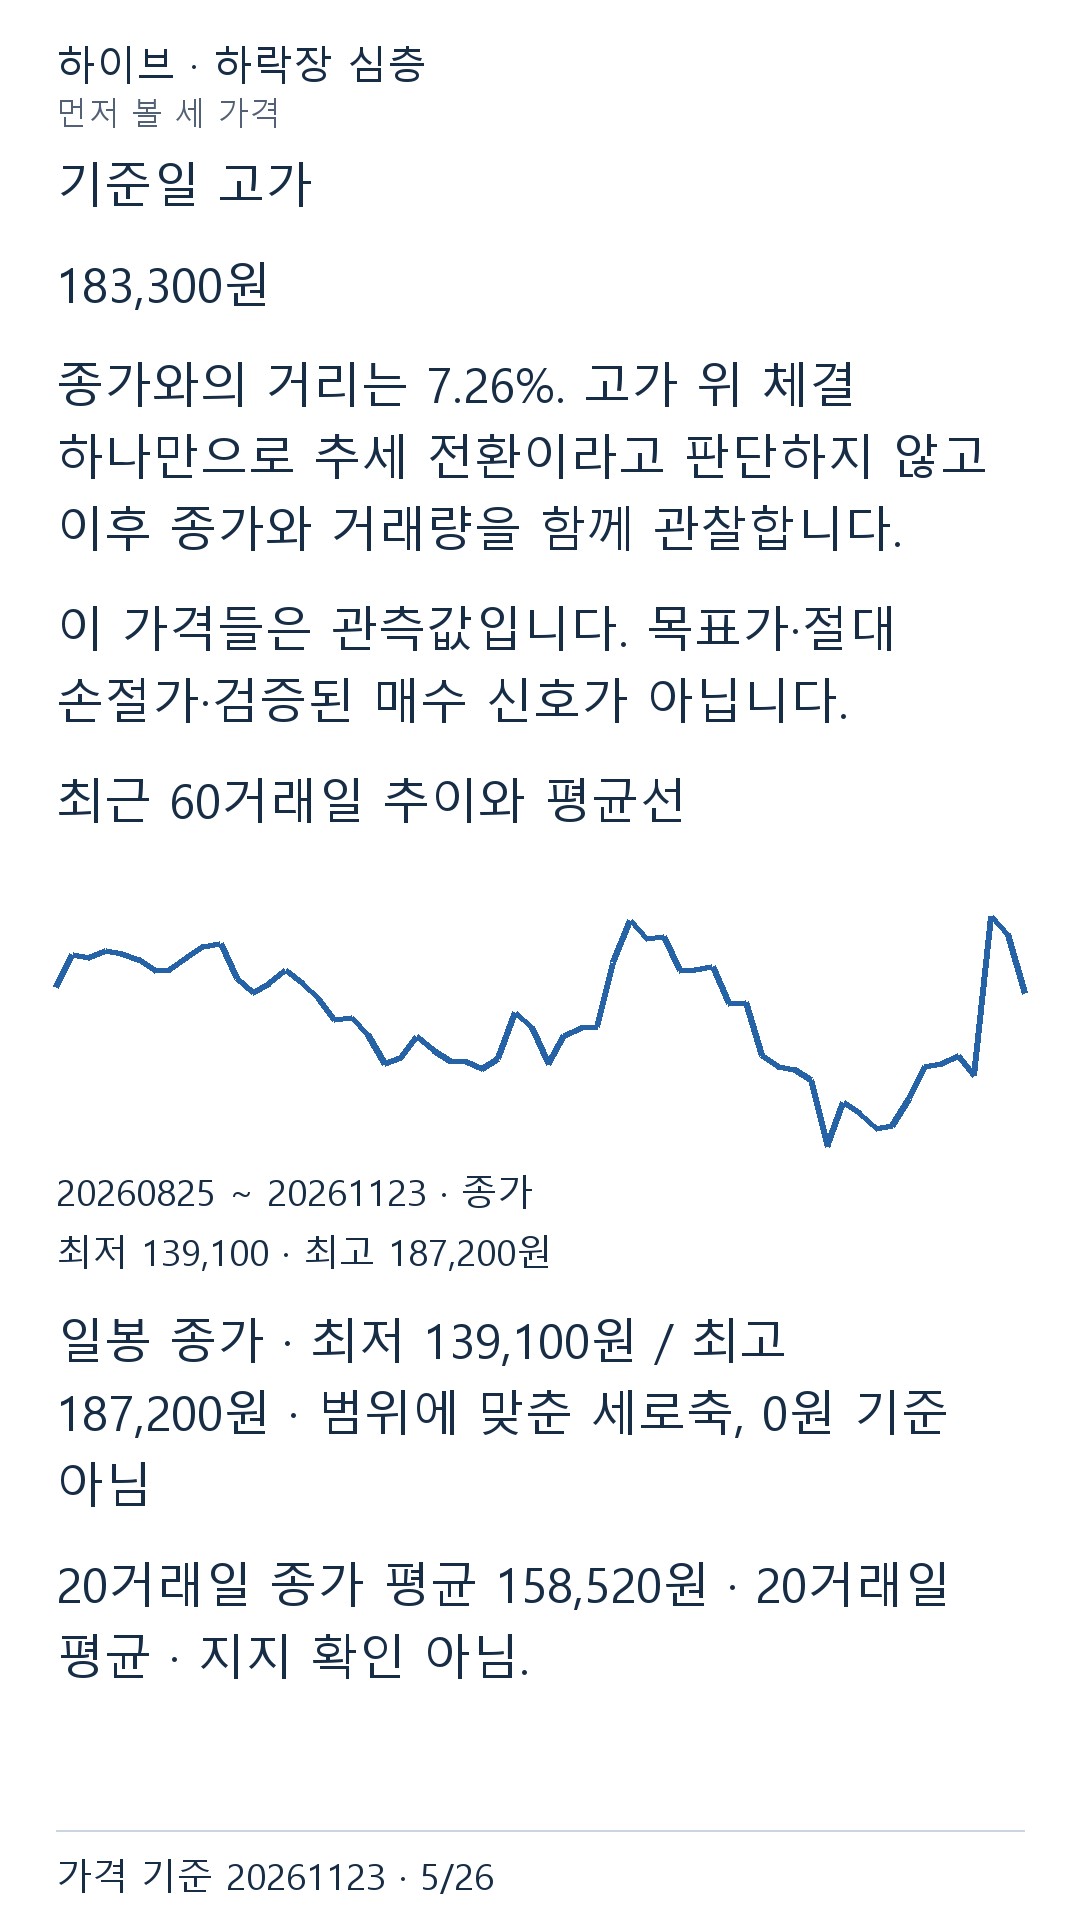 하이브 · 하락장 심층
먼저 볼 세 가격
기준일 고가
183,300원
종가와의 거리는 7.26%. 고가 위 체결
하나만으로 추세 전환이라고 판단하지 않고
이후 종가와 거래량을 함께 관찰합니다.
이 가격들은 관측값입니다. 목표가·절대
손절가·검증된 매수 신호가 아닙니다.
최근 60거래일 추이와 평균선
20260825 ~ 20261123 · 종가
최저 139,100 · 최고 187,200원
일봉 종가 · 최저 139,100원 / 최고
187,200원 · 범위에 맞춘 세로축, 0원 기준
아님
20거래일 종가 평균 158,520원 · 20거래일
평균 · 지지 확인 아님.
가격 기준 20261123 · 5/26